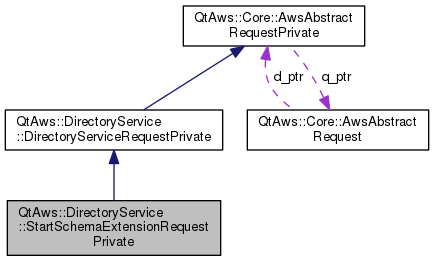 QtAws::Core::AwsAbstract
RequestPrivate
d_ptr
q_ptr
QtAws::DirectoryService
::DirectoryServiceRequestPrivate
QtAws::Core::AwsAbstract
Request
QtAws::DirectoryService
::StartSchemaExtensionRequest
Private